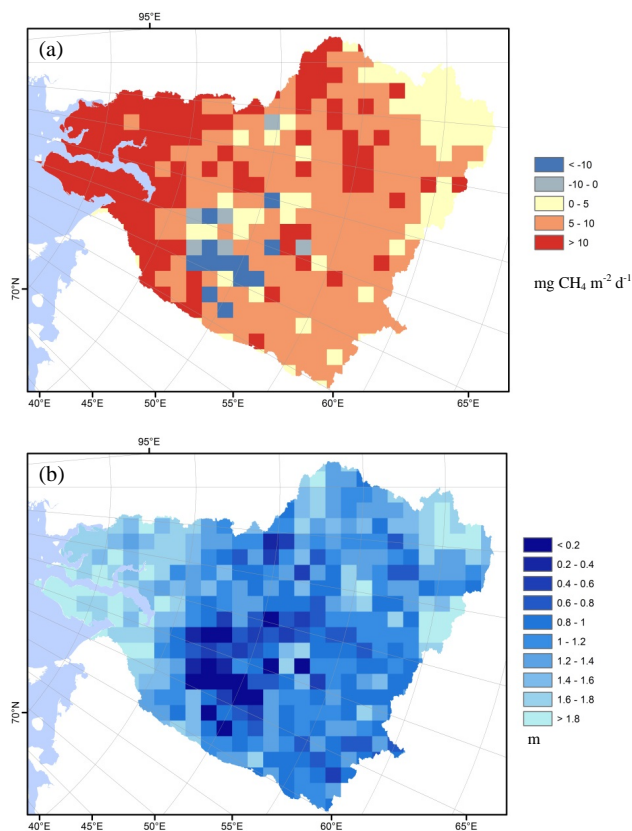 95°E
(a)
< -10
-10 - 0
0 - 5
5 - 10
> 10
mg CH₄ m⁻² d⁻¹
70°N
40°E 45°E 50°E 55°E 60°E 65°E
95°E
(b)
< 0.2
0.2 - 0.4
0.4 - 0.6
0.6 - 0.8
0.8 - 1
1 - 1.2
1.2 - 1.4
1.4 - 1.6
1.6 - 1.8
> 1.8
m
70°N
40°E 45°E 50°E 55°E 60°E 65°E